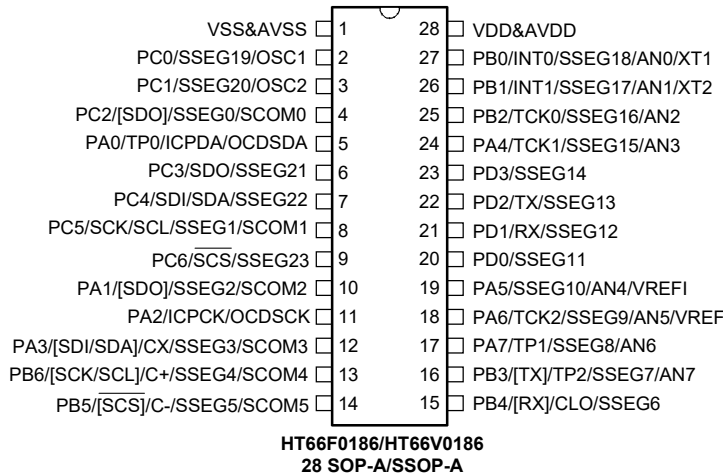 VSS&AVSS 1 28 VDD&AVDD
PC0/SSEG19/OSC1 2 27 PB0/INT0/SSEG18/AN0/XT1
PC1/SSEG20/OSC2 3 26 PB1/INT1/SSEG17/AN1/XT2
PC2/[SDO]/SSEG0/SCOM0 4 25 PB2/TCK0/SSEG16/AN2
PA0/TP0/ICPDA/OCDSDA 5 24 PA4/TCK1/SSEG15/AN3
PC3/SDO/SSEG21 6 23 PD3/SSEG14
PC4/SDI/SDA/SSEG22 7 22 PD2/TX/SSEG13
PC5/SCK/SCL/SSEG1/SCOM1 8 21 PD1/RX/SSEG12
PC6/S̅C̅S̅/SSEG23 9 20 PD0/SSEG11
PA1/[SDO]/SSEG2/SCOM2 10 19 PA5/SSEG10/AN4/VREFI
PA2/ICPCK/OCDSCK 11 18 PA6/TCK2/SSEG9/AN5/VREF
PA3/[SDI/SDA]/CX/SSEG3/SCOM3 12 17 PA7/TP1/SSEG8/AN6
PB6/[SCK/SCL]/C+/SSEG4/SCOM4 13 16 PB3/[TX]/TP2/SSEG7/AN7
PB5/[S̅C̅S̅]/C-/SSEG5/SCOM5 14 15 PB4/[RX]/CLO/SSEG6
HT66F0186/HT66V0186
28 SOP-A/SSOP-A